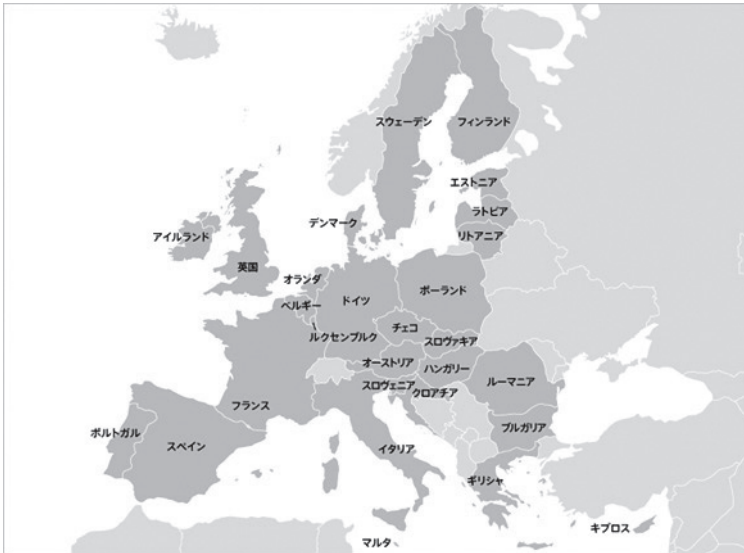 スウェーデン
フィンランド
エストニア
ラトビア
リトアニア
デンマーク
アイルランド
英国
オランダ
ベルギー
ドイツ
ポーランド
ルクセンブルク
チェコ
スロヴァキア
オーストリア
ハンガリー
スロヴェニア
クロアチア
ルーマニア
フランス
ブルガリア
ポルトガル
スペイン
イタリア
ギリシャ
キプロス
マルタ